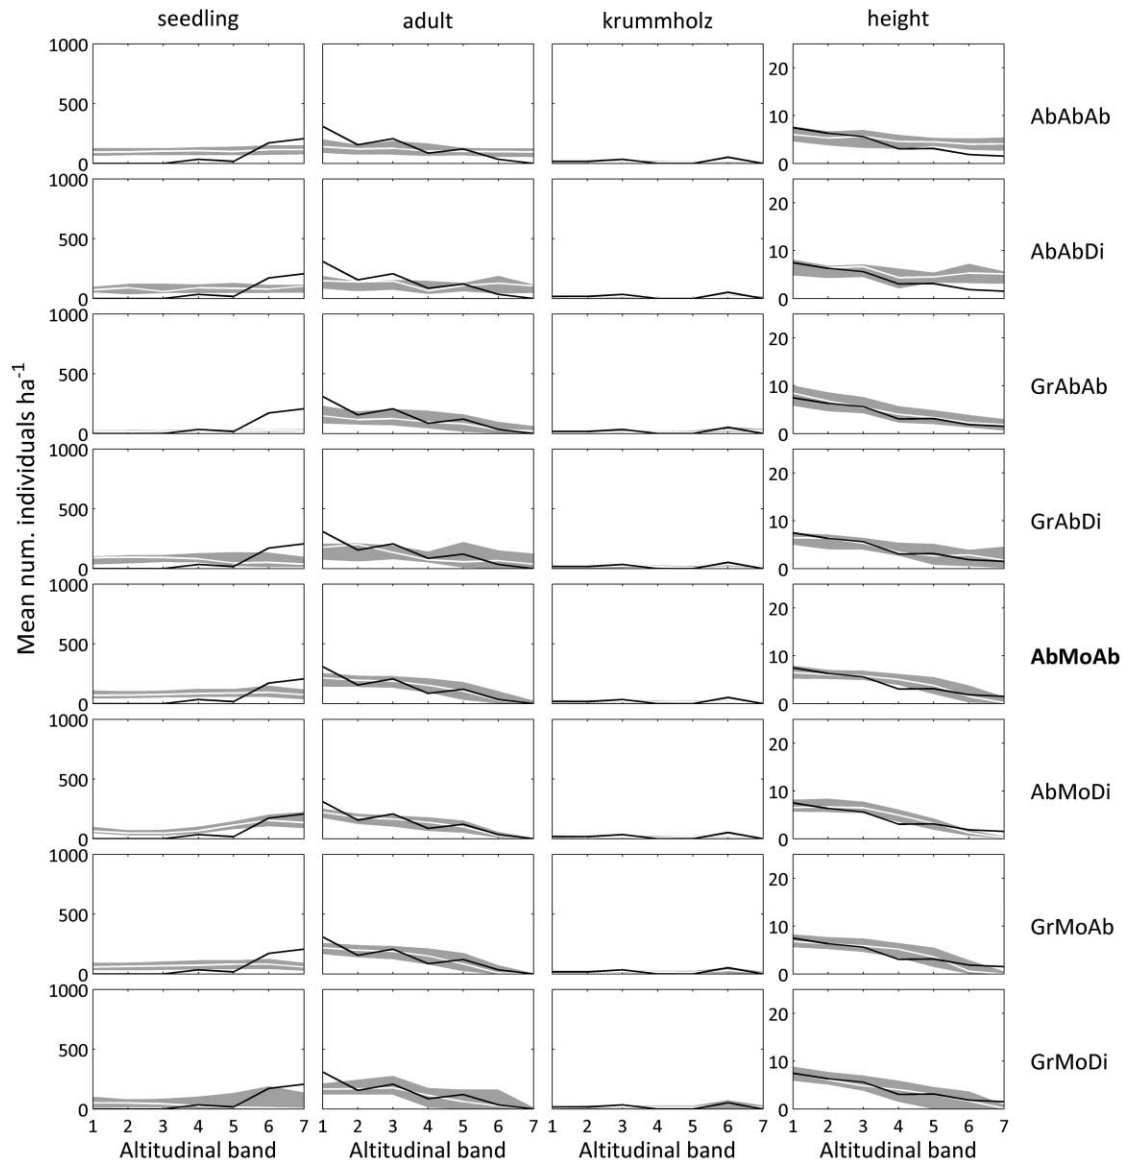 seedling adult krummholz height
1000 500 0 20 10 0 AbAbAb
1000 500 0 20 10 0 AbAbDi
1000 500 0 20 10 0 GrAbAb
1000 500 0 20 10 0 GrAbDi
1000 500 0 20 10 0 AbMoAb
1000 500 0 20 10 0 AbMoDi
1000 500 0 20 10 0 GrMoAb
1000 500 0 20 10 0 GrMoDi
Mean num. individuals ha⁻¹
1 2 3 4 5 6 7 1 2 3 4 5 6 7 1 2 3 4 5 6 7 1 2 3 4 5 6 7
Altitudinal band Altitudinal band Altitudinal band Altitudinal band